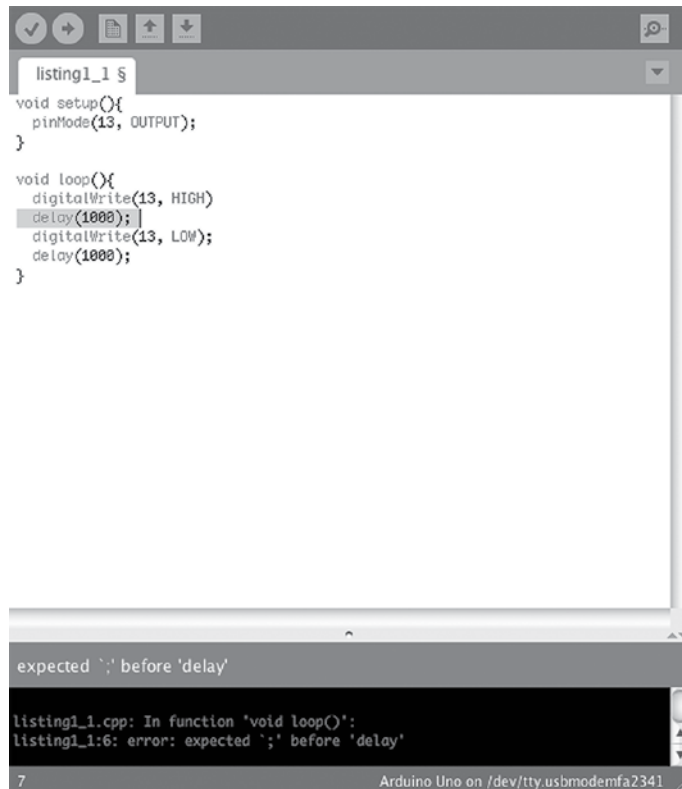 listing1_1 §
void setup(){
pinMode(13, OUTPUT);
}
void loop(){
digitalWrite(13, HIGH)
delay(1000);
digitalWrite(13, LOW);
delay(1000);
}
expected `;' before 'delay'
listing1_1.cpp: In function 'void loop()':
listing1_1:6: error: expected `;' before 'delay'
7 Arduino Uno on /dev/tty.usbmodemfa2341